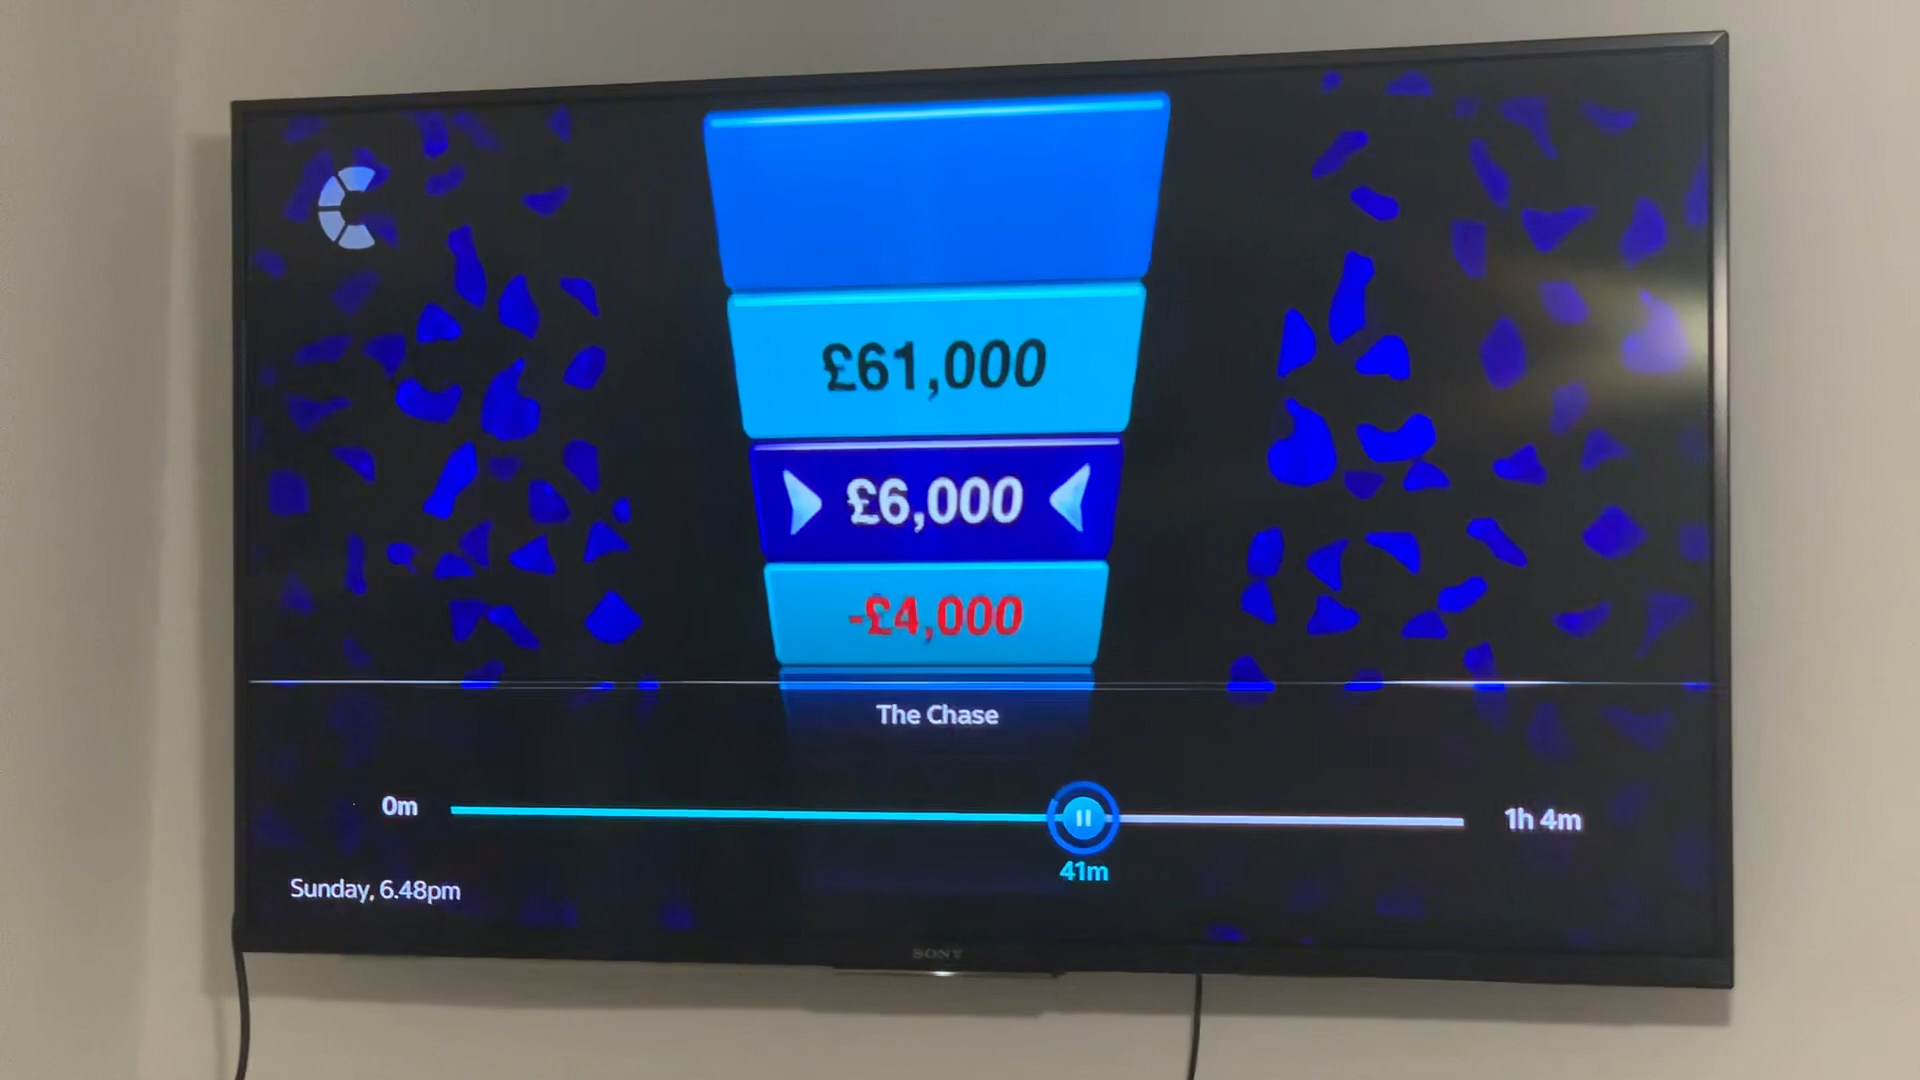 £61,000
£6,000
-£4,000
The Chase
0m
1h 4m
41m
Sunday, 6.48pm
SONY